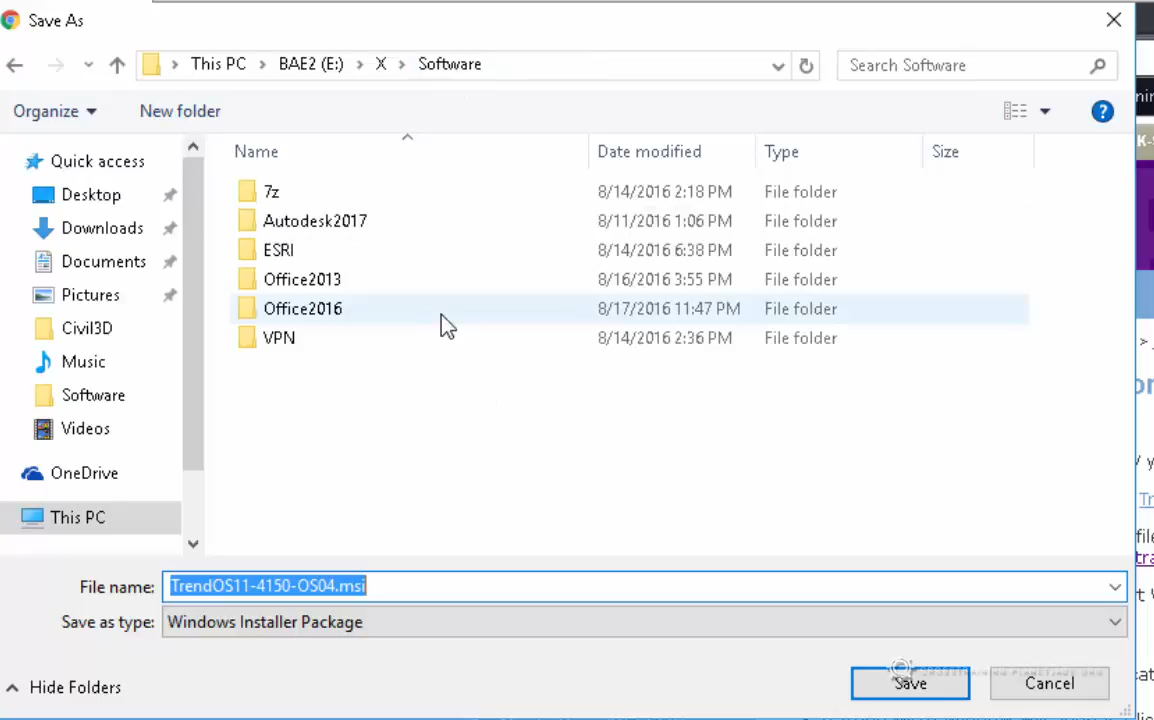 Save As
This PC > BAE2 (E:) > X > Software
Search Software
Organize
New folder
Name Date modified Type Size
7z 8/14/2016 2:18 PM File folder
Autodesk2017 8/11/2016 1:06 PM File folder
ESRI 8/14/2016 6:38 PM File folder
Office2013 8/16/2016 3:55 PM File folder
Office2016 8/17/2016 11:47 PM File folder
VPN 8/14/2016 2:36 PM File folder
Quick access
Desktop
Downloads
Documents
Pictures
Civil3D
Music
Software
Videos
OneDrive
This PC
File name: TrendOS11-4150-OS04.msi
Save as type: Windows Installer Package
Hide Folders
Save
Cancel